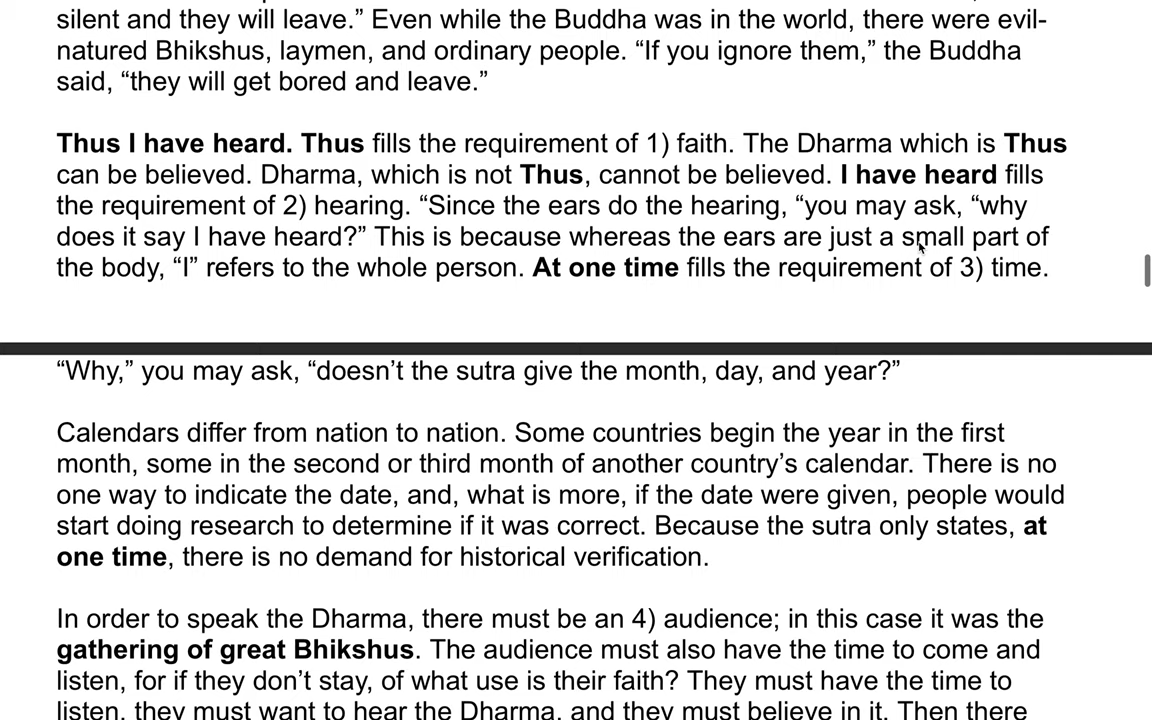 silent and they will leave.” Even while the Buddha was in the world, there were evil-
natured Bhikshus, laymen, and ordinary people. “If you ignore them,” the Buddha
said, “they will get bored and leave.”
Thus I have heard. Thus fills the requirement of 1) faith. The Dharma which is Thus
can be believed. Dharma, which is not Thus, cannot be believed. I have heard fills
the requirement of 2) hearing. “Since the ears do the hearing, “you may ask, “why
does it say I have heard?” This is because whereas the ears are just a small part of
the body, “I” refers to the whole person. At one time fills the requirement of 3) time.
“Why,” you may ask, “doesn’t the sutra give the month, day, and year?”
Calendars differ from nation to nation. Some countries begin the year in the first
month, some in the second or third month of another country’s calendar. There is no
one way to indicate the date, and, what is more, if the date were given, people would
start doing research to determine if it was correct. Because the sutra only states, at
one time, there is no demand for historical verification.
In order to speak the Dharma, there must be an 4) audience; in this case it was the
gathering of great Bhikshus. The audience must also have the time to come and
listen, for if they don’t stay, of what use is their faith? They must have the time to
listen, they must want to hear the Dharma, and they must believe in it. Then there